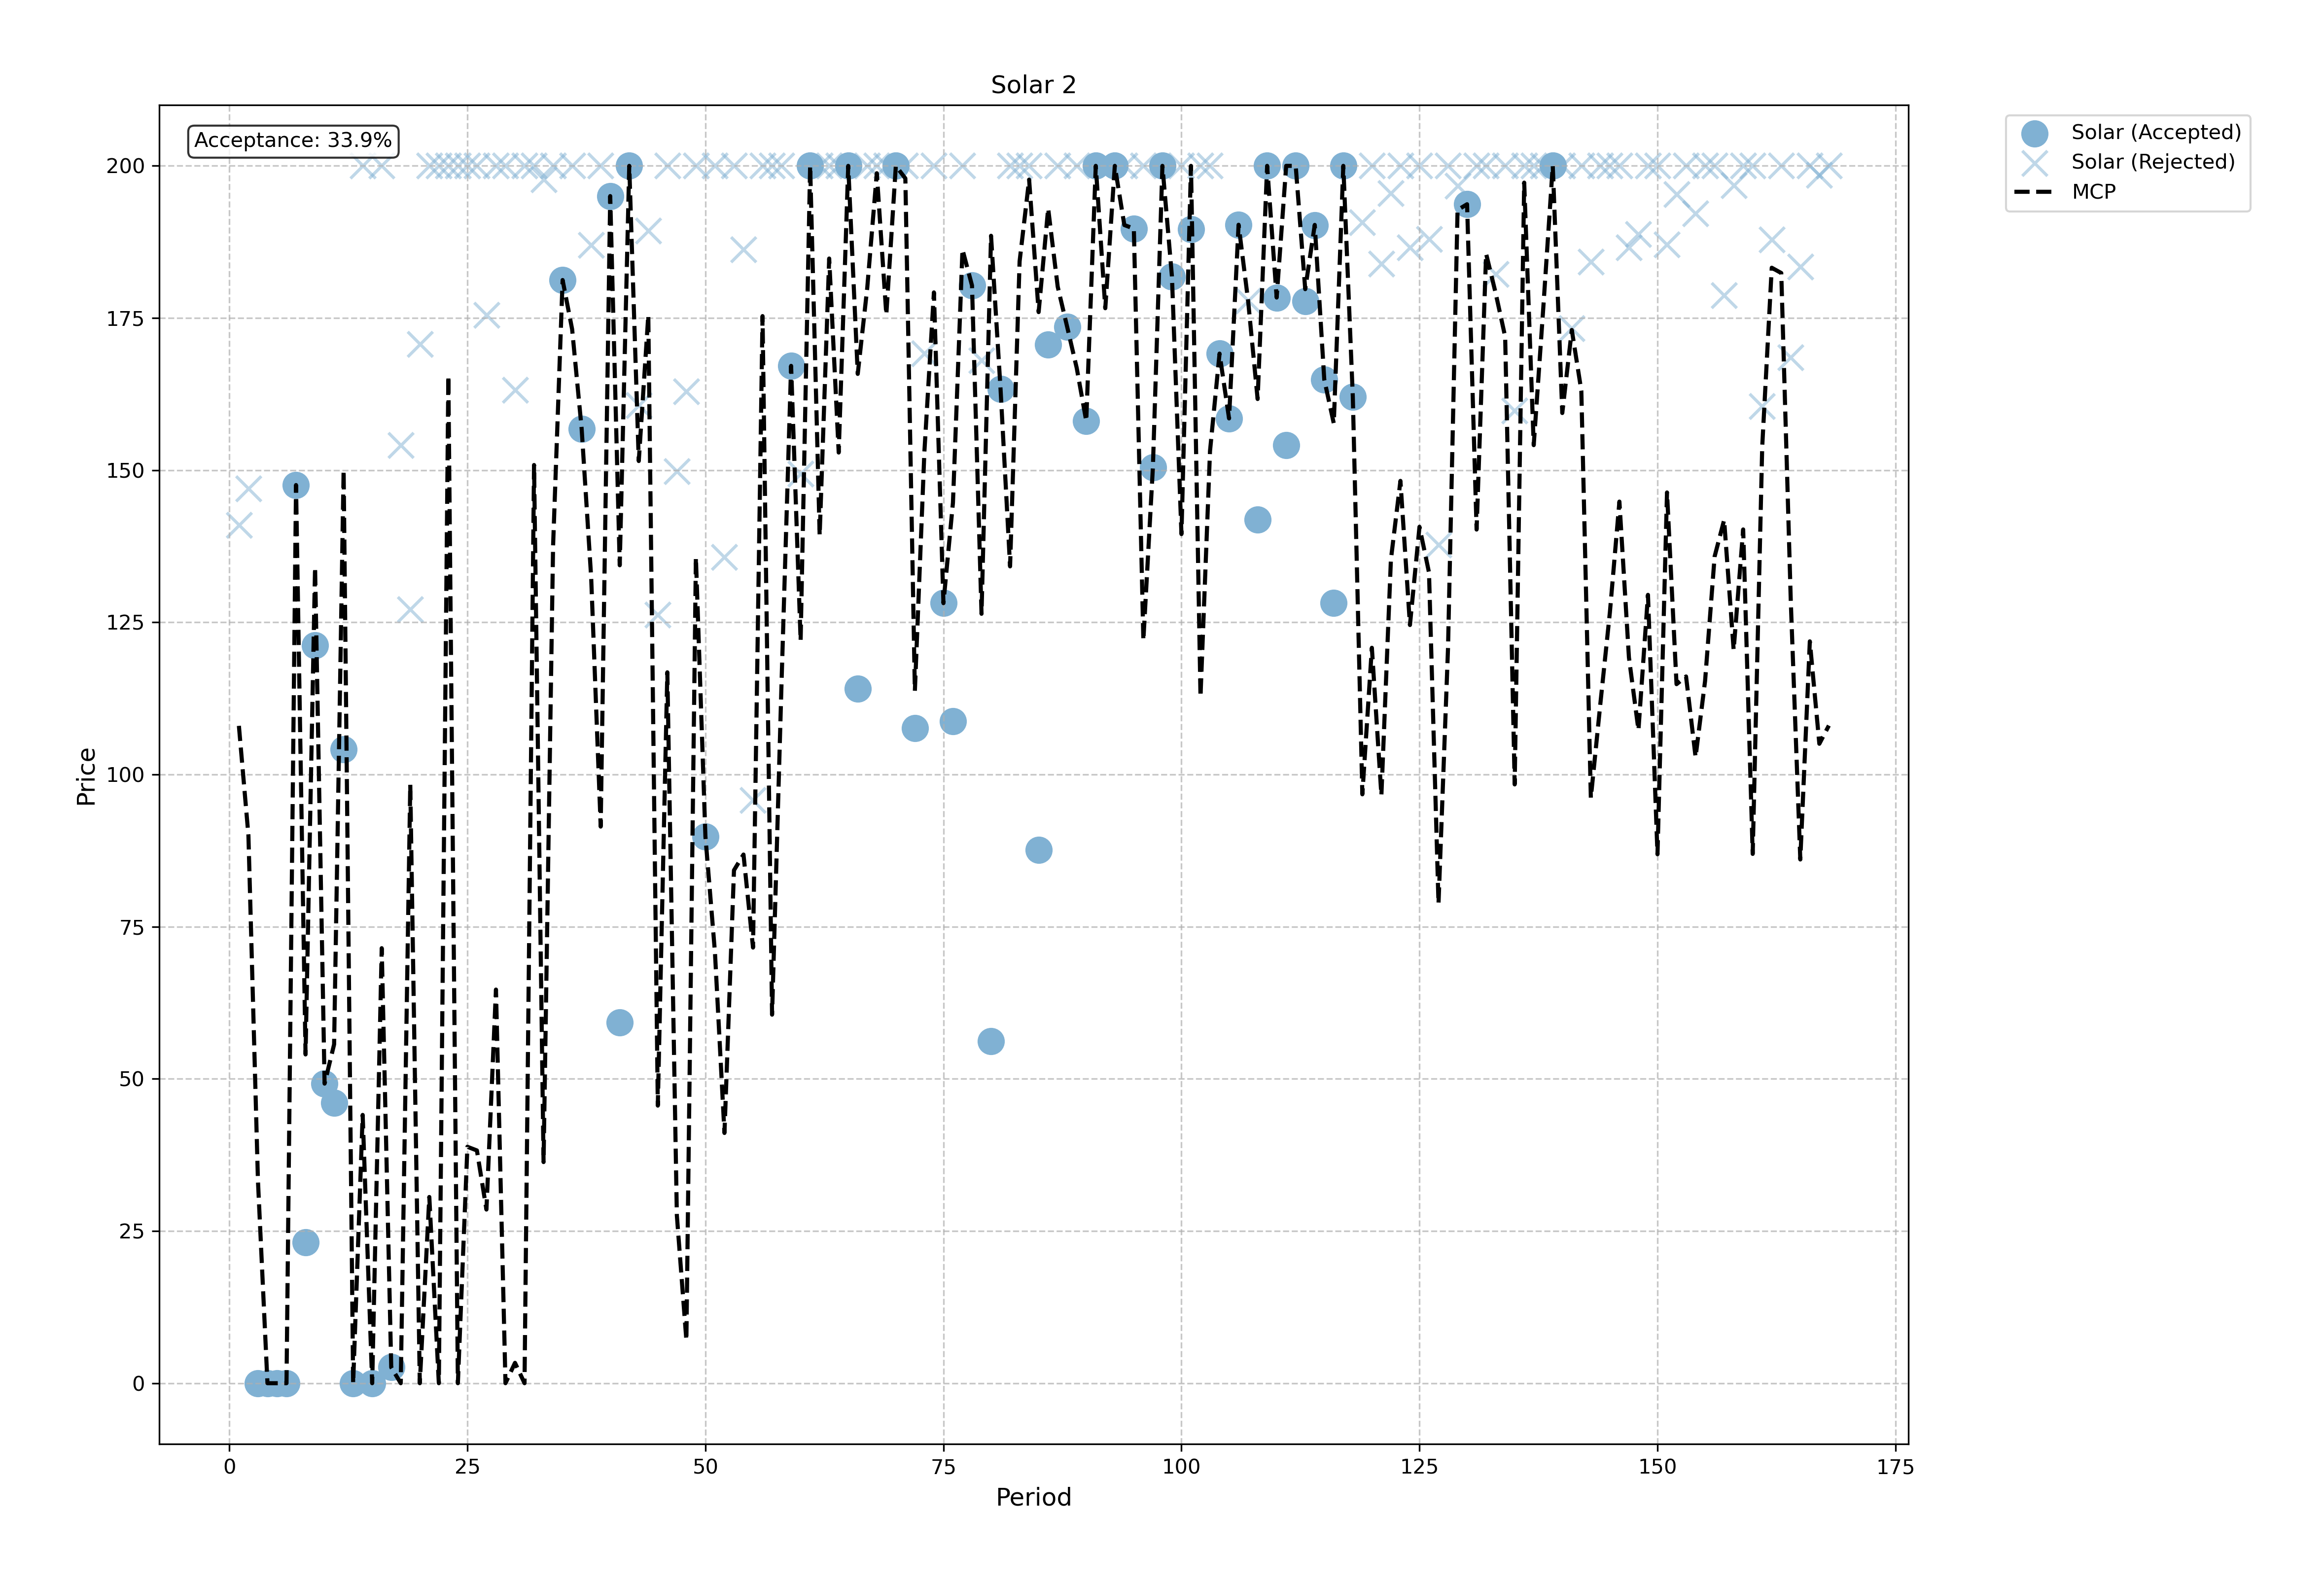 Solar 2
Acceptance: 33.9%
Solar (Accepted)
Solar (Rejected)
MCP
200
175
150
125
100
75
50
25
0
Price
0 25 50 75 100 125 150 175
Period